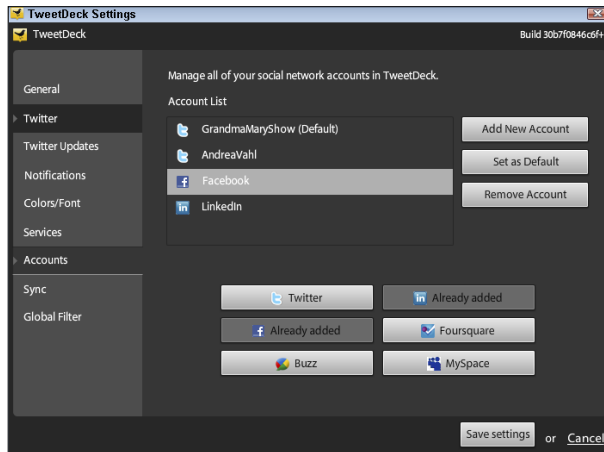 TweetDeck Settings
TweetDeck
Build 30b7f0846c6f+
General
Twitter
Twitter Updates
Notifications
Colors/Font
Services
Accounts
Sync
Global Filter
Manage all of your social network accounts in TweetDeck.
Account List
GrandmaMaryShow (Default)
AndreaVahl
Facebook
LinkedIn
Add New Account
Set as Default
Remove Account
Twitter
in Already added
f Already added
Foursquare
Buzz
MySpace
Save settings or Cancel